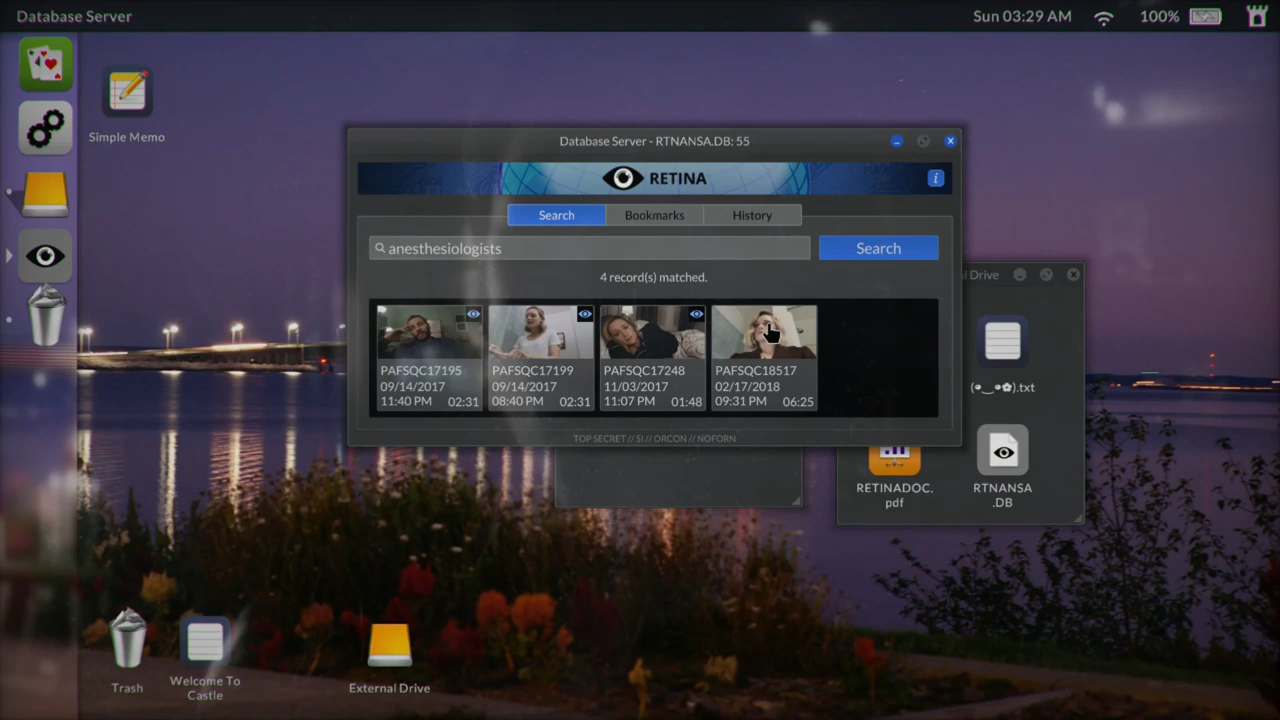 Database Server
Sun 03:29 AM
100%
Simple Memo
Database Server - RTNANSA.DB: 55
RETINA
i
Search
Bookmarks
History
anesthesiologists
Search
4 record(s) matched.
PAFSQC17195
09/14/2017
11:40 PM 02:31
PAFSQC17199
09/14/2017
08:40 PM 02:31
PAFSQC17248
11/03/2017
11:07 PM 01:48
PAFSQC18517
02/17/2018
09:31 PM 06:25
TOP SECRET // SI // ORCON // NOFORN
l Drive
(•‿•✿).txt
RETINADOC.
pdf
RTNANSA
.DB
Trash
Welcome To
Castle
External Drive